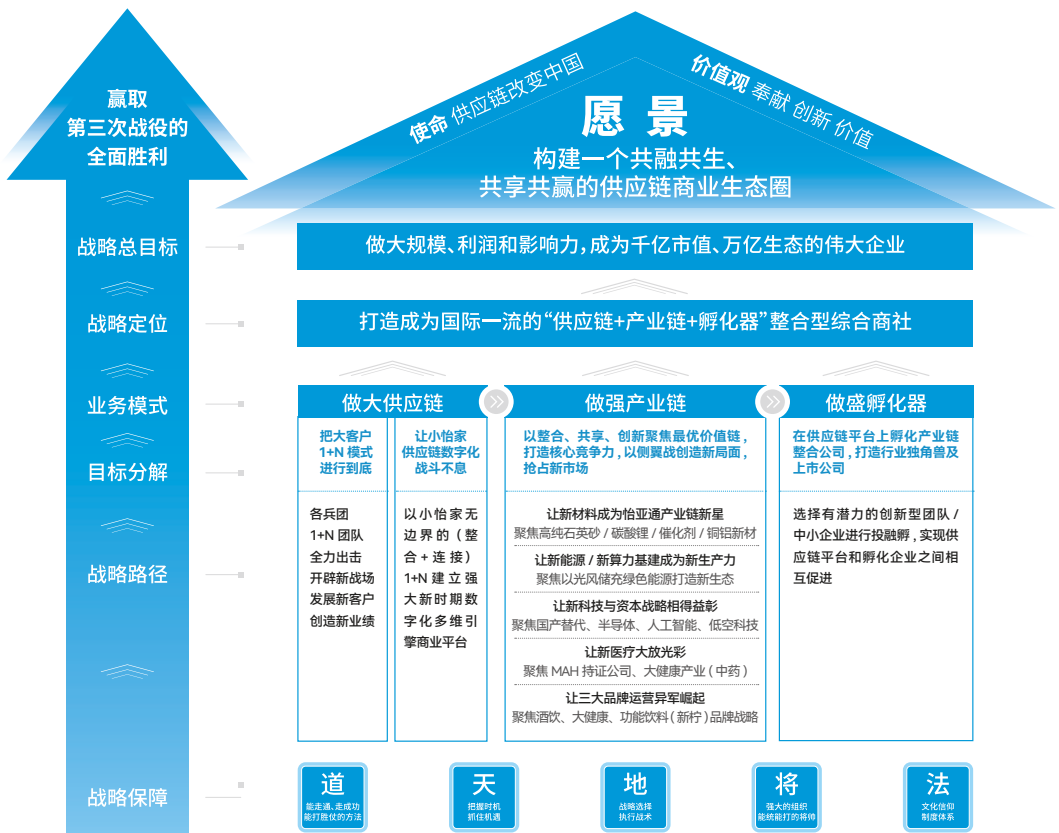 赢取
第三次战役的
全面胜利
使命 供应链改变中国
价值观 奉献 创新 价值
愿 景
构建一个共融共生、
共享共赢的供应链商业生态圈
战略总目标
做大规模、利润和影响力,成为千亿市值、万亿生态的伟大企业
战略定位
打造成为国际一流的“供应链+产业链+孵化器”整合型综合商社
业务模式
做大供应链
做强产业链
做盛孵化器
目标分解
把大客户
1+N 模式
进行到底
让小怡家
供应链数字化
战斗不息
以整合、共享、创新聚焦最优价值链,
打造核心竞争力,以侧翼战创造新局面,
抢占新市场
在供应链平台上孵化产业链
整合公司,打造行业独角兽及
上市公司
战略路径
各兵团
1+N 团队
全力出击
开辟新战场
发展新客户
创造新业绩
以小怡家无
边界的(整
合+连接)
1+N 建立强
大新时期数
字化多维引
擎商业平台
让新材料成为怡亚通产业链新星
聚焦高纯石英砂 / 碳酸锂 / 催化剂 / 铜铝新材
让新能源 / 新算力基建成为新生产力
聚焦以光风储充绿色能源打造新生态
让新科技与资本战略相得益彰
聚焦国产替代、半导体、人工智能、低空科技
让新医疗大放光彩
聚焦 MAH 持证公司、大健康产业(中药)
让三大品牌运营异军崛起
聚焦酒饮、大健康、功能饮料(新柠)品牌战略
选择有潜力的创新型团队 /
中小企业进行投融孵,实现供
应链平台和孵化企业之间相
互促进
战略保障
道
能走通、走成功
能打胜仗的方法
天
把握时机
抓住机遇
地
战略选择
执行战术
将
强大的组织
能统能打的将帅
法
文化信仰
制度体系